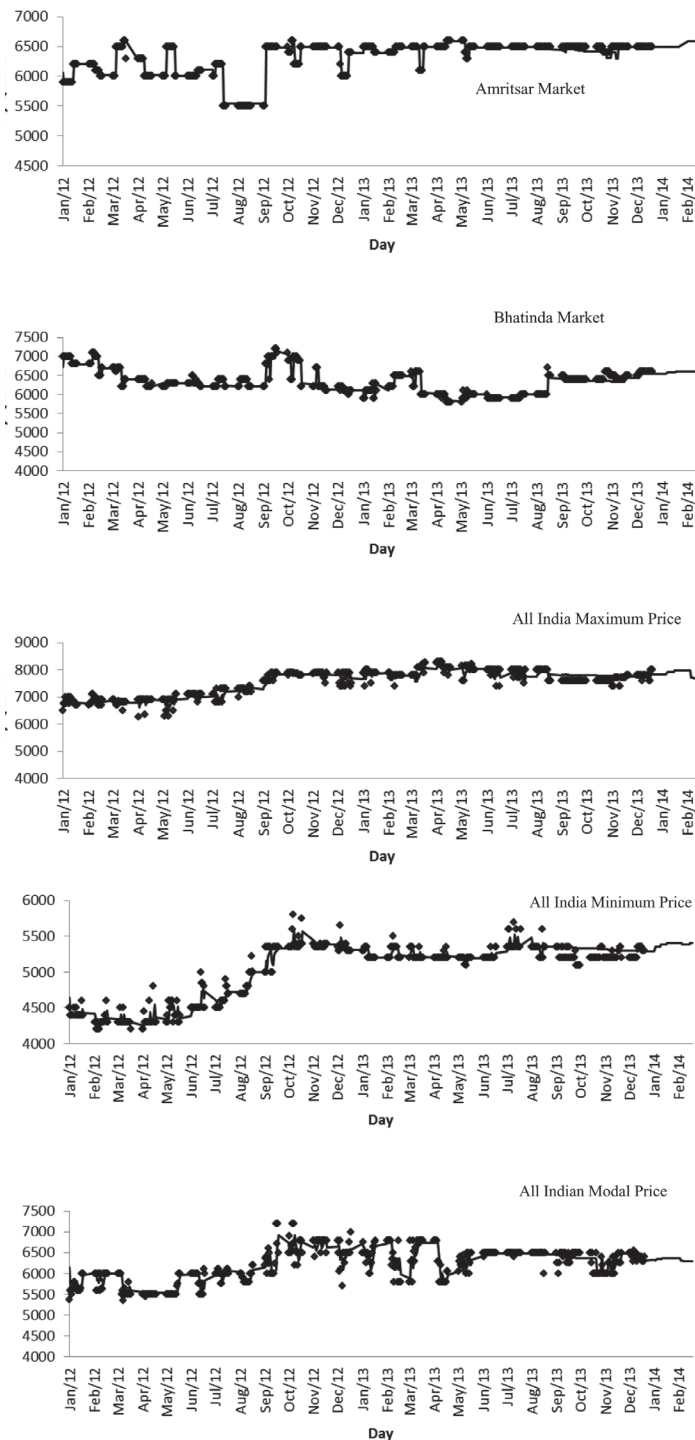 7000
6500
6000
5500
5000
4500
Amritsar Market
Jan/12
Feb/12
Mar/12
Apr/12
May/12
Jun/12
Jul/12
Aug/12
Sep/12
Oct/12
Nov/12
Dec/12
Jan/13
Feb/13
Mar/13
Apr/13
May/13
Jun/13
Jul/13
Aug/13
Sep/13
Oct/13
Nov/13
Dec/13
Jan/14
Feb/14
Day
Bhatinda Market
7500
7000
6500
6000
5500
5000
4500
4000
Jan/12
Feb/12
Mar/12
Apr/12
May/12
Jun/12
Jul/12
Aug/12
Sep/12
Oct/12
Nov/12
Dec/12
Jan/13
Feb/13
Mar/13
Apr/13
May/13
Jun/13
Jul/13
Aug/13
Sep/13
Oct/13
Nov/13
Dec/13
Jan/14
Feb/14
Day
All India Maximum Price
9000
8000
7000
6000
5000
4000
Jan/12
Feb/12
Mar/12
Apr/12
May/12
Jun/12
Jul/12
Aug/12
Sep/12
Oct/12
Nov/12
Dec/12
Jan/13
Feb/13
Mar/13
Apr/13
May/13
Jun/13
Jul/13
Aug/13
Sep/13
Oct/13
Nov/13
Dec/13
Jan/14
Feb/14
Day
All India Minimum Price
6000
5500
5000
4500
4000
Jan/12
Feb/12
Mar/12
Apr/12
May/12
Jun/12
Jul/12
Aug/12
Sep/12
Oct/12
Nov/12
Dec/12
Jan/13
Feb/13
Mar/13
Apr/13
May/13
Jun/13
Jul/13
Aug/13
Sep/13
Oct/13
Nov/13
Dec/13
Jan/14
Feb/14
Day
All Indian Modal Price
7500
7000
6500
6000
5500
5000
4500
4000
Jan/12
Feb/12
Mar/12
Apr/12
May/12
Jun/12
Jul/12
Aug/12
Sep/12
Oct/12
Nov/12
Dec/12
Jan/13
Feb/13
Mar/13
Apr/13
May/13
Jun/13
Jul/13
Aug/13
Sep/13
Oct/13
Nov/13
Dec/13
Jan/14
Feb/14
Day